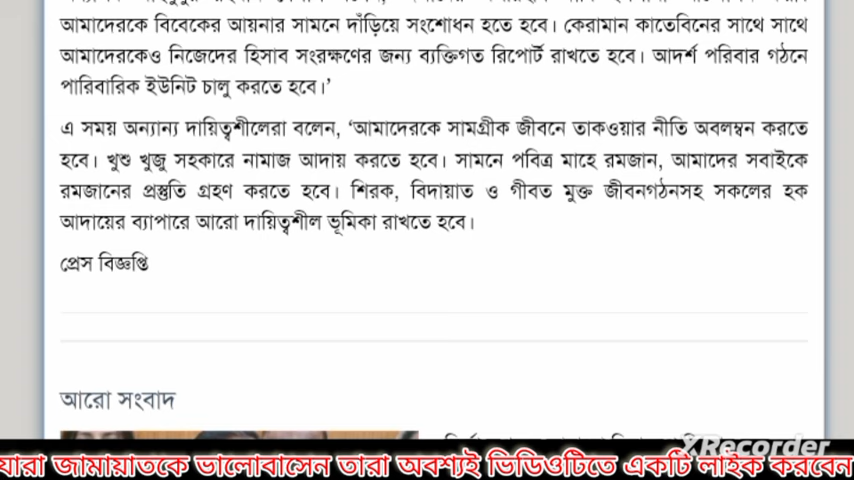 আমাদেরকে বিবেকের আয়নার সামনে দাঁড়িয়ে সংশোধন হতে হবে। কেরামান কাতেবিনের সাথে সাথে
আমাদেরকেও নিজেদের হিসাব সংরক্ষণের জন্য ব্যক্তিগত রিপোর্ট রাখতে হবে। আদর্শ পরিবার গঠনে
পারিবারিক ইউনিট চালু করতে হবে।’
এ সময় অন্যান্য দায়িত্বশীলেরা বলেন, ‘আমাদেরকে সামগ্রীক জীবনে তাকওয়ার নীতি অবলম্বন করতে
হবে। খুশু খুজু সহকারে নামাজ আদায় করতে হবে। সামনে পবিত্র মাহে রমজান, আমাদের সবাইকে
রমজানের প্রস্তুতি গ্রহণ করতে হবে। শিরক, বিদায়াত ও গীবত মুক্ত জীবনগঠনসহ সকলের হক
আদায়ের ব্যাপারে আরো দায়িত্বশীল ভূমিকা রাখতে হবে।
প্রেস বিজ্ঞপ্তি
আরো সংবাদ
XRecorder
যারা জামায়াতকে ভালোবাসেন তারা অবশ্যই ভিডিওটিতে একটি লাইক করবেন